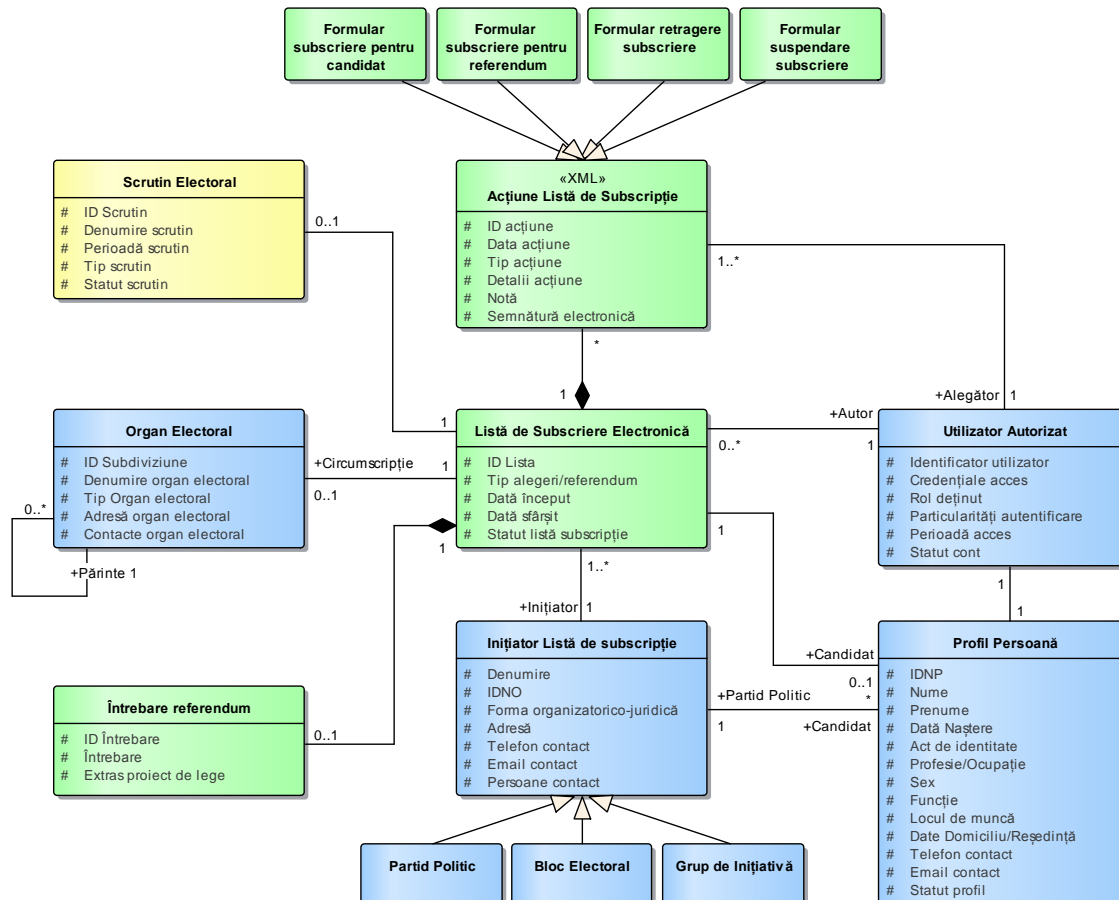 Formular
subscriere pentru
candidat
Formular
subscriere pentru
referendum
Formular retragere
subscriere
Formular
suspendare
subscriere
«XML»
Acțiune Listă de Subscripție
# ID acțiune
# Data acțiune
# Tip acțiune
# Detalii acțiune
# Notă
# Semnătură electronică
Scrutin Electoral
# ID Scrutin
# Denumire scrutin
# Perioadă scrutin
# Tip scrutin
# Statut scrutin
0..1
1..*
*
1
1
+Alegător 1
+Autor
0..*
1
Organ Electoral
# ID Subdiviziune
# Denumire organ electoral
# Tip Organ electoral
# Adresă organ electoral
# Contacte organ electoral
0..*
+Părinte 1
+Circumscripție
0..1
1
Listă de Subscriere Electronică
# ID Lista
# Tip alegeri/referendum
# Dată început
# Dată sfârșit
# Statut listă subscripție
1
1
1..*
+Inițiator 1
Utilizator Autorizat
# Identificator utilizator
# Credențiale acces
# Rol deținut
# Particularități autentificare
# Perioadă acces
# Statut cont
1
1
Inițiator Listă de subscripție
# Denumire
# IDNO
# Forma organizatorico-juridică
# Adresă
# Telefon contact
# Email contact
# Persoane contact
+Candidat
0..1
+Partid Politic
*
1
+Candidat
Profil Persoană
# IDNP
# Nume
# Prenume
# Dată Naștere
# Act de identitate
# Profesie/Ocupație
# Sex
# Funcție
# Locul de muncă
# Date Domiciliu/Reședință
# Telefon contact
# Email contact
# Statut profil
Întrebare referendum
# ID Întrebare
# Întrebare
# Extras proiect de lege
0..1
Partid Politic
Bloc Electoral
Grup de Inițiativă